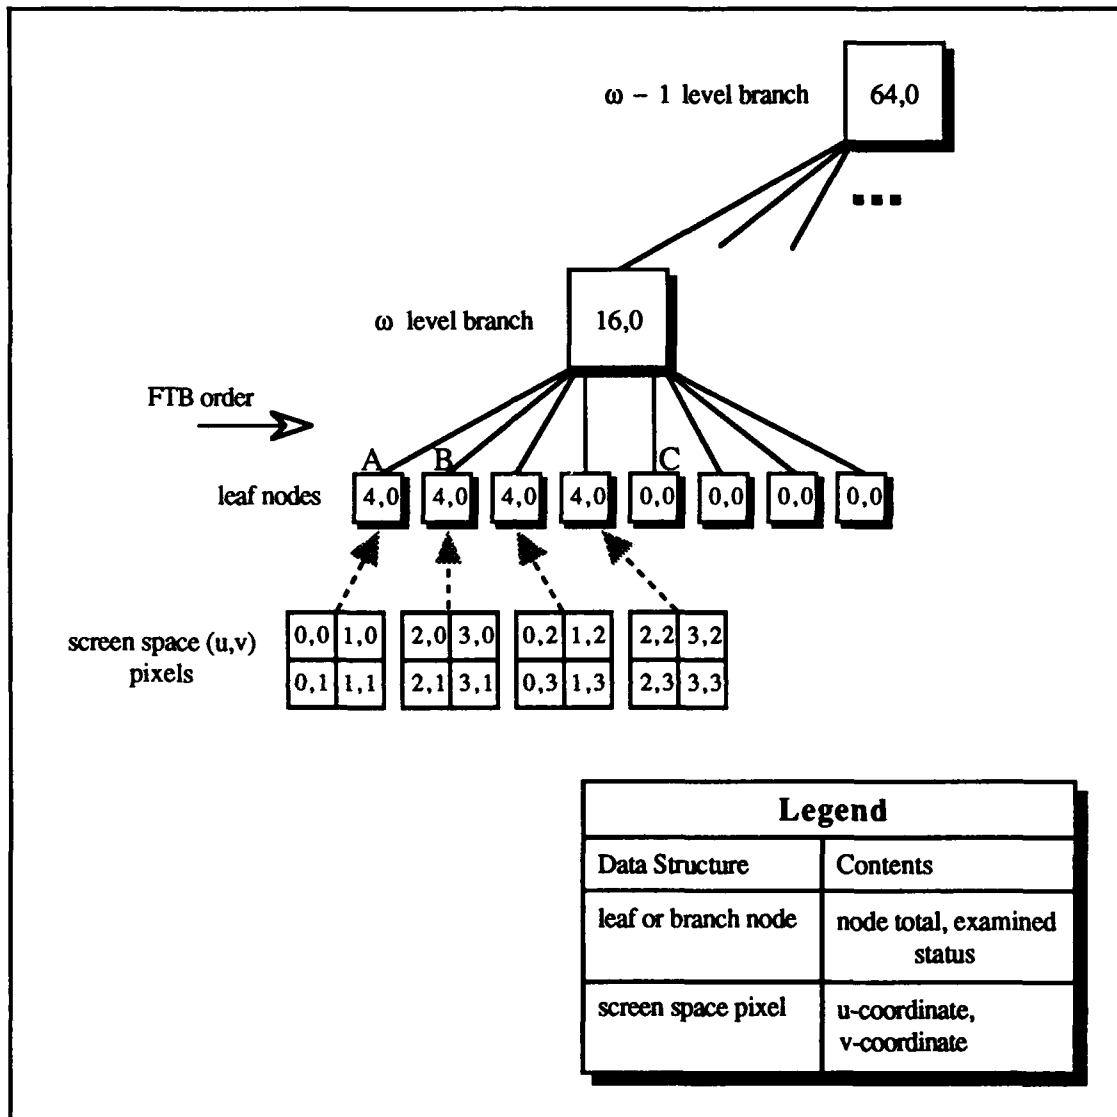 ω – 1 level branch
64,0
ω level branch
16,0
FTB order
A B C
leaf nodes
4,0 4,0 4,0 4,0 0,0 0,0 0,0 0,0
screen space (u,v)
pixels
0,0 1,0 2,0 3,0 0,2 1,2 2,2 3,2
0,1 1,1 2,1 3,1 0,3 1,3 2,3 3,3
Legend
Data Structure Contents
leaf or branch node node total, examined
status
screen space pixel u-coordinate,
v-coordinate